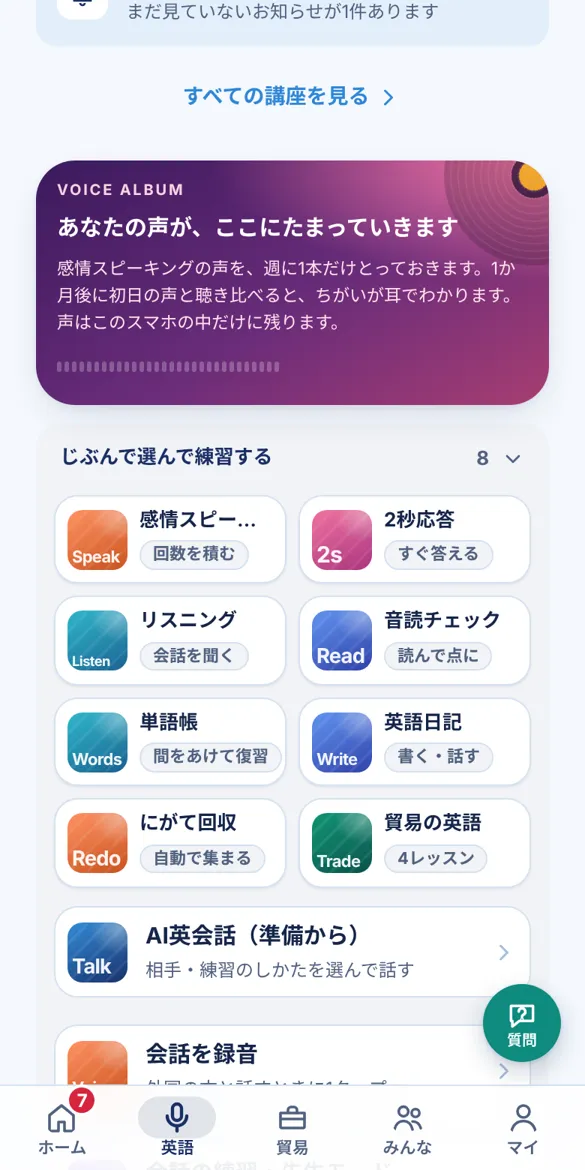 まだ見ていないお知らせが1件あります
すべての講座を見る
VOICE ALBUM
あなたの声が、ここにたまっていきます
感情スピーキングの声を、週に1本だけとっておきます。1か
月後に初日の声と聴き比べると、ちがいが耳でわかります。
声はこのスマホの中だけに残ります。
じぶんで選んで練習する
8
Speak
感情スピー…
回数を積む
2s
2秒応答
すぐ答える
Listen
リスニング
会話を聞く
Read
音読チェック
読んで点に
Words
単語帳
間をあけて復習
Write
英語日記
書く・話す
Redo
にがて回収
自動で集まる
Trade
貿易の英語
4レッスン
Talk
AI英会話（準備から）
相手・練習のしかたを選んで話す
会話を録音
質問
7
ホーム
英語
貿易
みんな
マイ